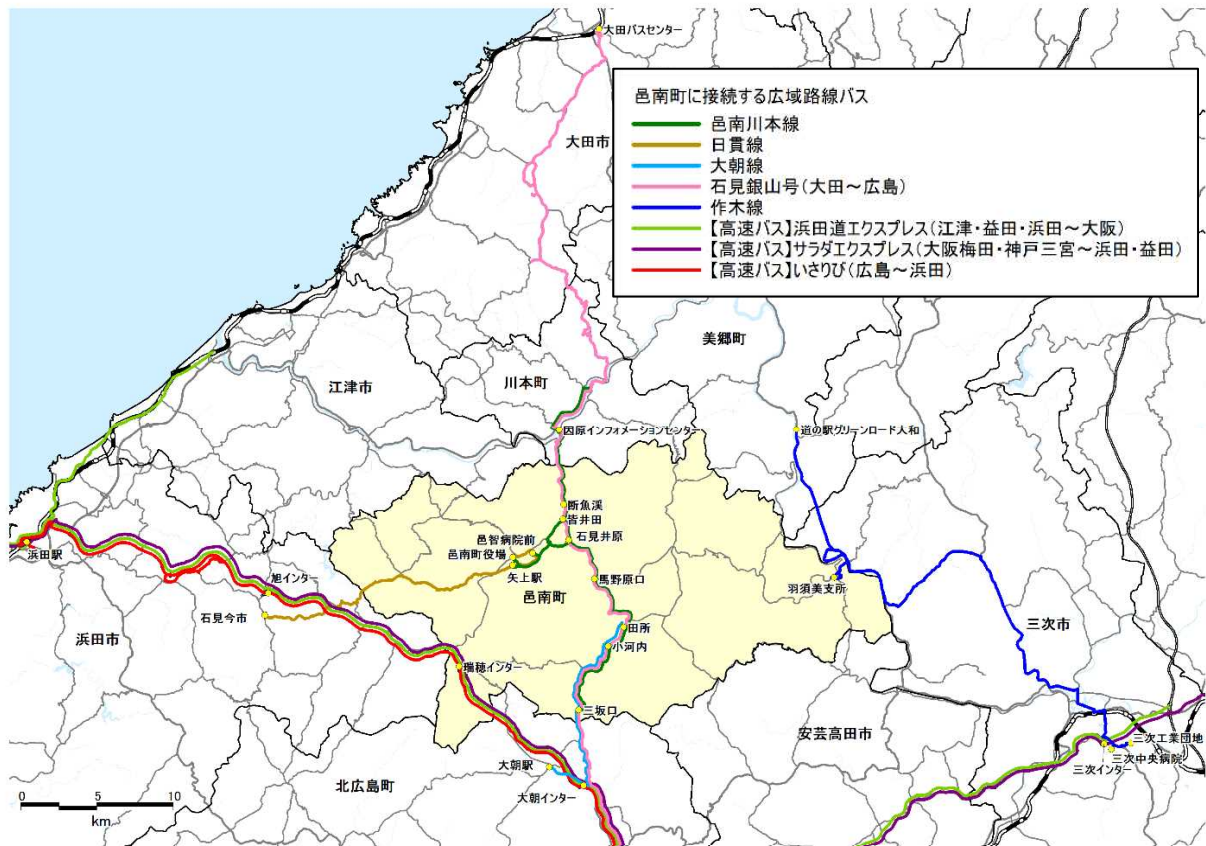 大田バスセンター
邑南町に接続する広域路線バス
邑南川本線
日貫線
大朝線
石見銀山号(大田～広島)
作木線
【高速バス】浜田道エクスプレス(江津・益田・浜田～大阪)
【高速バス】サラダエクスプレス(大阪梅田・神戸三宮～浜田・益田)
【高速バス】いさりび(広島～浜田)
大田市
美郷町
川本町
江津市
因原インフォメーションセンター
道の駅グリーンロード大和
断魚渓
皆井田
石見井原
邑智病院前
邑南町役場
矢上駅
浜田駅
旭インター
馬野原口
羽須美支所
邑南町
石見今市
浜田市
田所
三次市
小河内
瑞穂インター
三坂口
安芸高田市
三次工業団地
三次中央病院
三次インター
大朝駅
北広島町
大朝インター
0 5 10
km